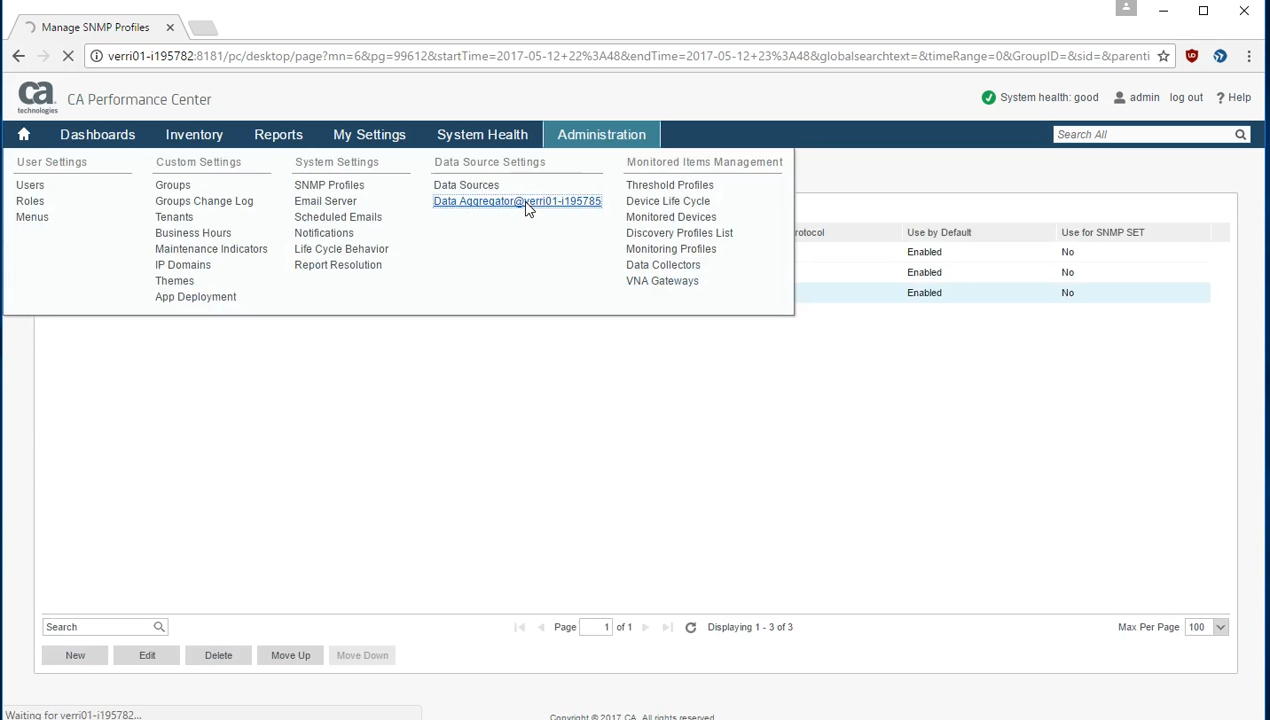 Manage SNMP Profiles
verri01-i195782:8181/pc/desktop/page?mn=6&pg=99612&startTime=2017-05-12+22%3A48&endTime=2017-05-12+23%3A48&globalsearchtext=&timeRange=0&GroupID=&sid=&parenti
ca technologies
CA Performance Center
System health: good
admin
log out
? Help
Dashboards
Inventory
Reports
My Settings
System Health
Administration
Search All
User Settings
Users
Roles
Menus
Custom Settings
Groups
Groups Change Log
Tenants
Business Hours
Maintenance Indicators
IP Domains
Themes
App Deployment
System Settings
SNMP Profiles
Email Server
Scheduled Emails
Notifications
Life Cycle Behavior
Report Resolution
Data Source Settings
Data Sources
Data Aggregator@verri01-i195785
Monitored Items Management
Threshold Profiles
Device Life Cycle
Monitored Devices
Discovery Profiles List
Monitoring Profiles
Data Collectors
VNA Gateways
rotocol
Use by Default
Use for SNMP SET
Enabled
No
Enabled
No
Enabled
No
Search
Page 1 of 1
Displaying 1 - 3 of 3
Max Per Page 100
New
Edit
Delete
Move Up
Move Down
Waiting for verri01-i195782...
Copyright © 2017 CA. All rights reserved.